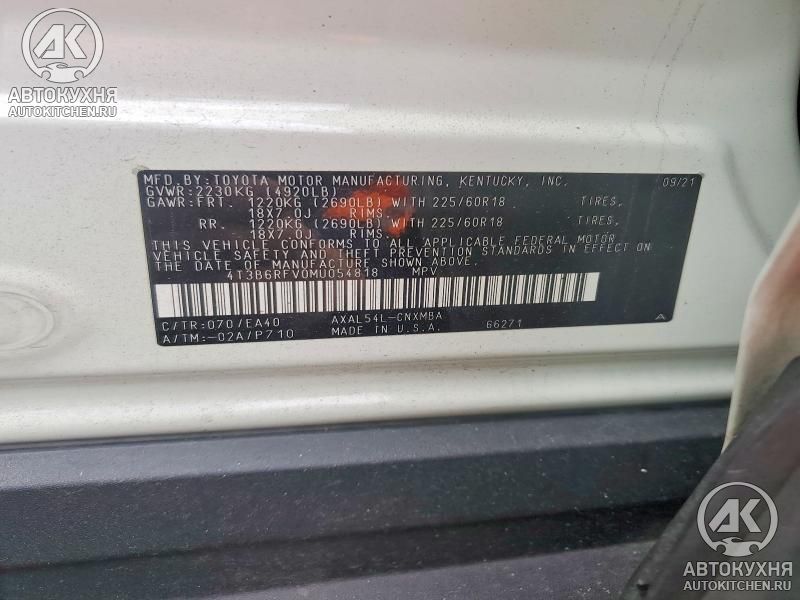 АК
АВТОКУХНЯ
AUTOKITCHEN.RU
MFD.BY:TOYOTA MOTOR MANUFACTURING, KENTUCKY, INC. 09/21
GVWR:2230KG (4920LB)
GAWR:FRT. 1220KG (2690LB) WITH 225/60R18 TIRES,
18X7.0J RIMS.
RR. 1220KG (2690LB) WITH 225/60R18 TIRES,
18X7.0J RIMS.
THIS VEHICLE CONFORMS TO ALL APPLICABLE FEDERAL MOTOR
VEHICLE SAFETY AND THEFT PREVENTION STANDARDS IN EFFECT ON
THE DATE OF MANUFACTURE SHOWN ABOVE.
4T3B6RFV0MU054818 MPV
C/TR:070/EA40 AXAL54L-CNXMBA
A/TM:-02A/P710 MADE IN U.S.A. 66271 A
АК
АВТОКУХНЯ
AUTOKITCHEN.RU